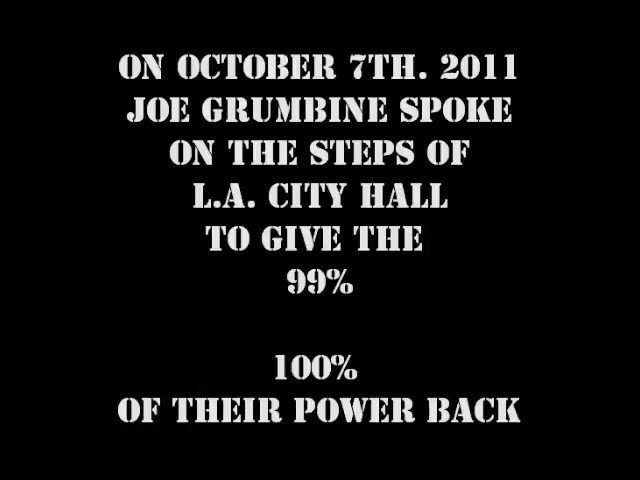 ON OCTOBER 7TH. 2011
JOE GRUMBINE SPOKE
ON THE STEPS OF
L.A. CITY HALL
TO GIVE THE
99%
100%
OF THEIR POWER BACK